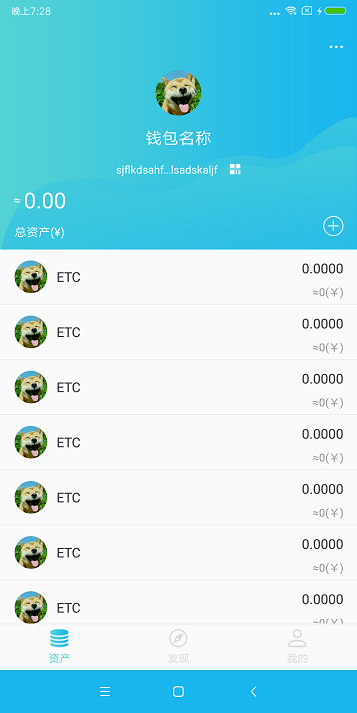 晚上7:28
钱包名称
sjflkdsahf...lsadskaljf
≈0.00
总资产(¥)
ETC 0.0000
≈0(¥)
ETC 0.0000
≈0(¥)
ETC 0.0000
≈0(¥)
ETC 0.0000
≈0(¥)
ETC 0.0000
≈0(¥)
ETC 0.0000
≈0(¥)
ETC 0.0000
≈0(¥)
资产 发现 我的